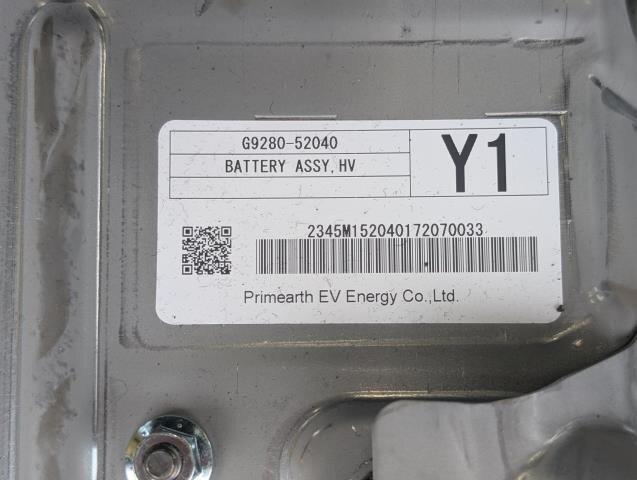 G9280-52040
BATTERY ASSY,HV
Y1
2345M152040172070033
Primearth EV Energy Co.,Ltd.